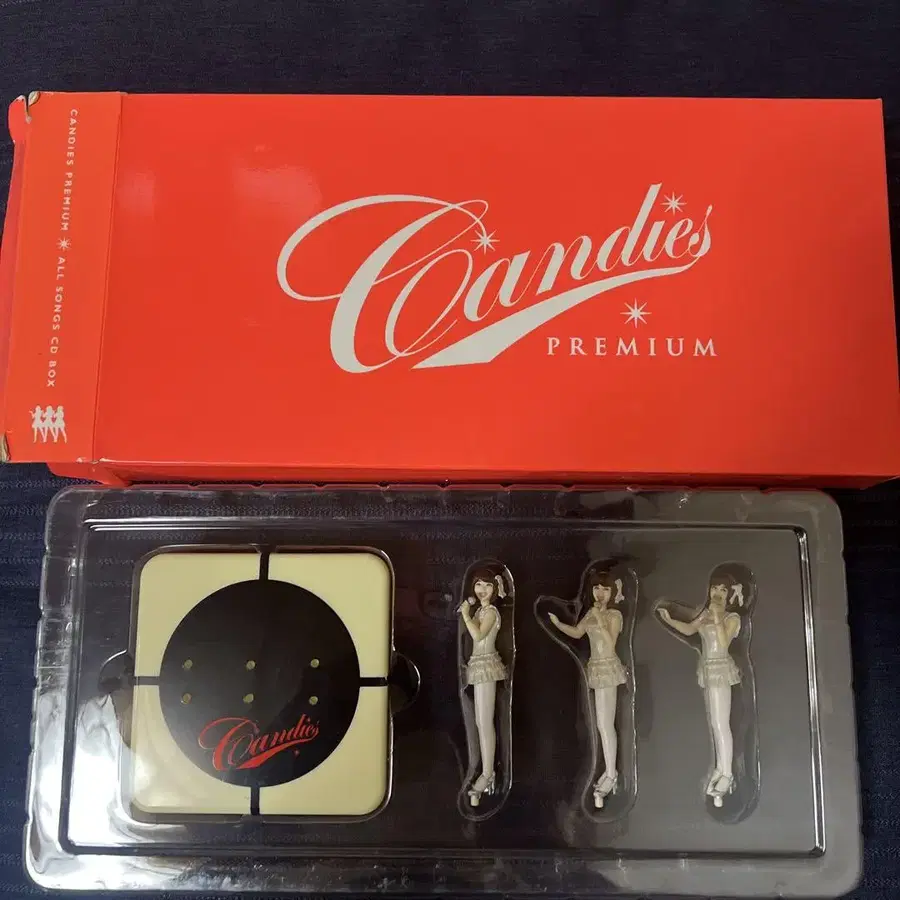 CANDIES PREMIUM ALL SONGS CD BOX
Candies
PREMIUM
Candies